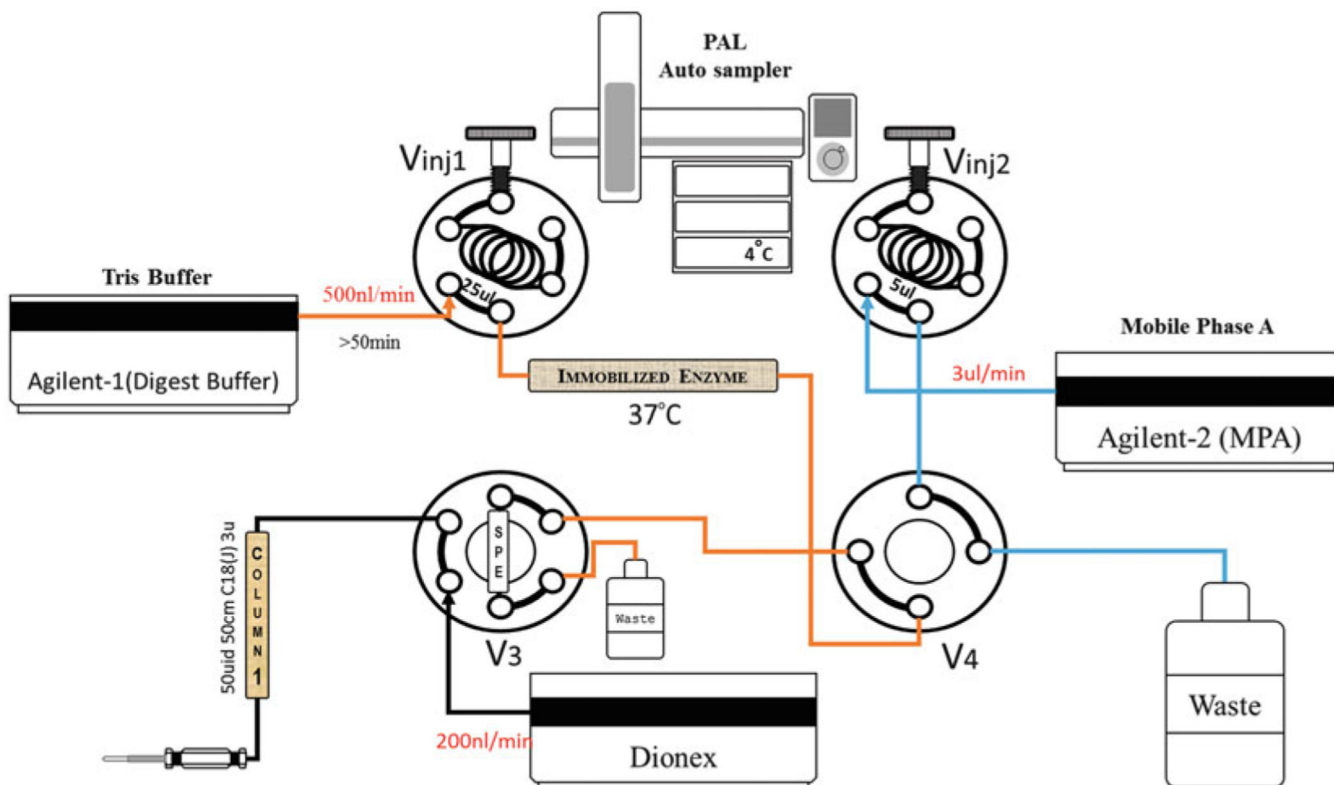 PAL
Auto sampler
Vinj1
Vinj2
4°C
25ul
5ul
Tris Buffer
500nl/min
>50min
Agilent-1(Digest Buffer)
IMMOBILIZED ENZYME
37°C
Mobile Phase A
3ul/min
Agilent-2 (MPA)
50uid 50cm C18(J) 3u
COLUMN 1
SPE
Waste
V3
V4
200nl/min
Dionex
Waste